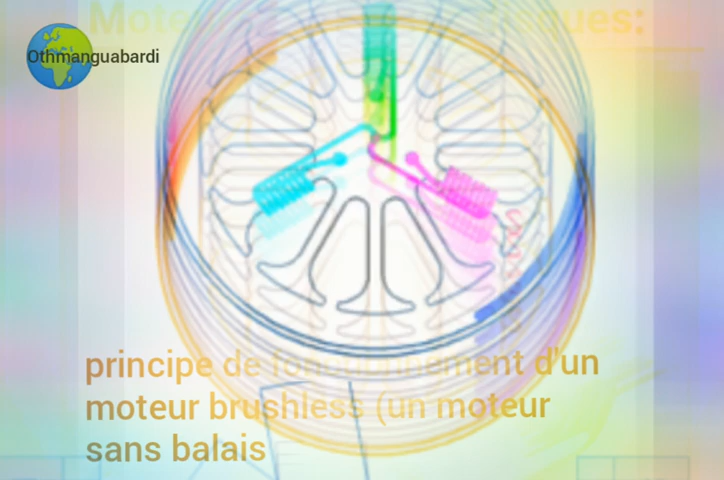 Othmanguabardi
principe de fonctionnement d'un
moteur brushless (un moteur
sans balais